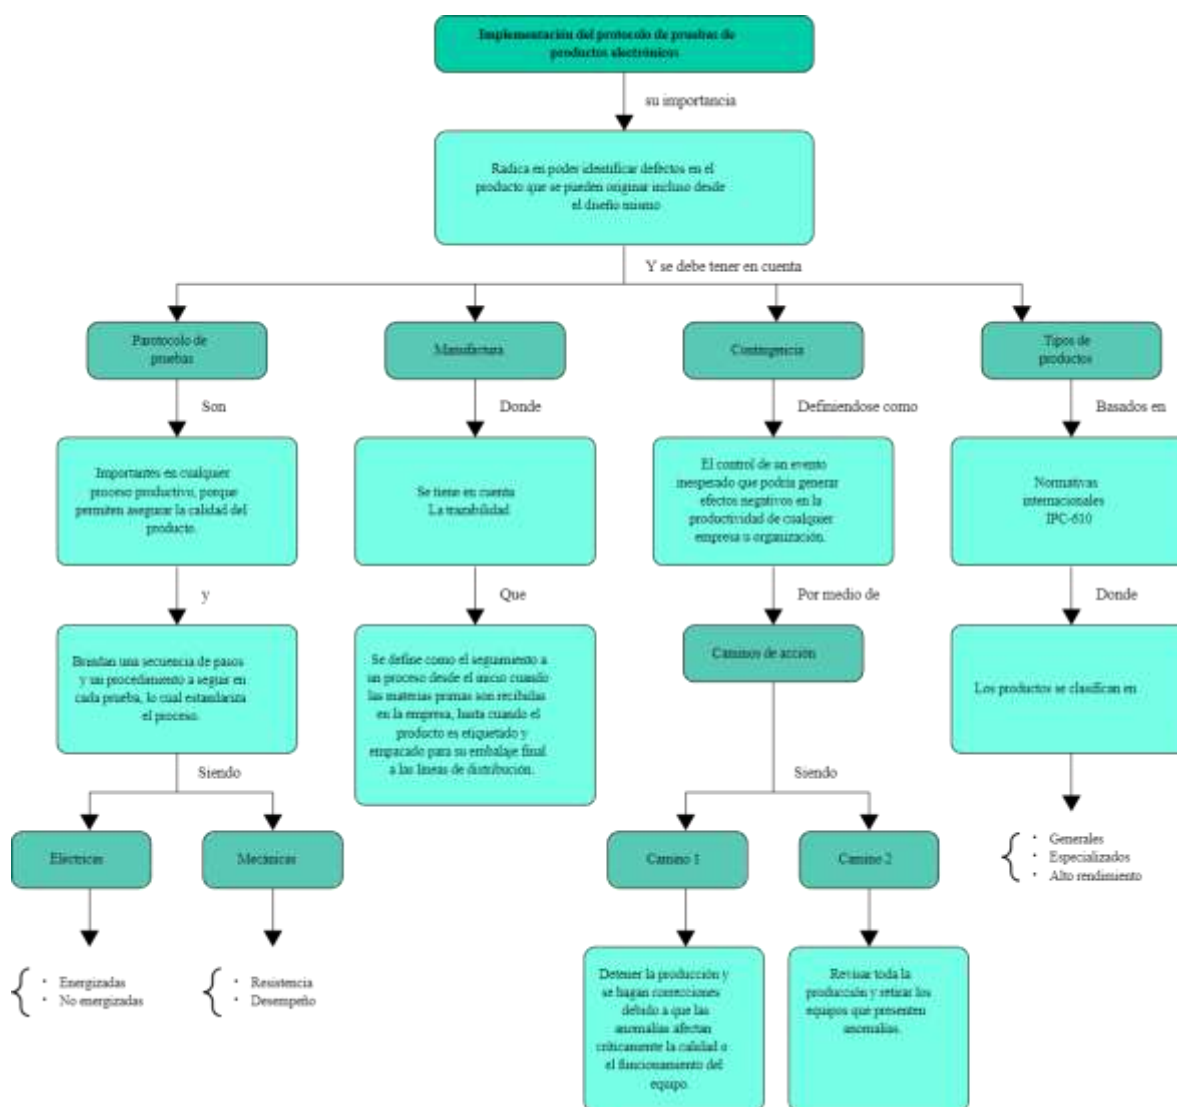 Implementación del protocolo de pruebas de
productos electrónicos
su importancia
Radica en poder identificar defectos en el
producto que se pueden originar incluso desde
el diseño mismo
Y se debe tener en cuenta
Parotocolo de
pruebas
Manufactura
Contingencia
Tipos de
productos
Son
Donde
Definiendose como
Basados en
Importantes en cualquier
proceso productivo, porque
permiten asegurar la calidad del
producto.
Se tiene en cuenta
La trazabilidad
El control de un evento
inesperado que podría generar
efectos negativos en la
productividad de cualquier
empresa u organización.
Normativas
internacionales
IPC-610
y
Que
Por medio de
Donde
Brindan una secuencia de pasos
y un procedimiento a seguir en
cada prueba, lo cual estandariza
el proceso.
Se define como el seguimiento a
un proceso desde el inicio cuando
las materias primas son recibidas
en la empresa, hasta cuando el
producto es etiquetado y
empacado para su embalaje final
a las líneas de distribución.
Caminos de acción
Los productos se clasifican en
Siendo
Siendo
Eléctricas
Mecánicas
Camino 1
Camino 2
· Generales
· Especializados
· Alto rendimiento
· Energizadas
· No energizadas
· Resistencia
· Desempeño
Detener la producción y
se hagan correcciones
debido a que las
anomalías afectan
críticamente la calidad o
el funcionamiento del
equipo.
Revisar toda la
producción y retirar los
equipos que presenten
anomalías.